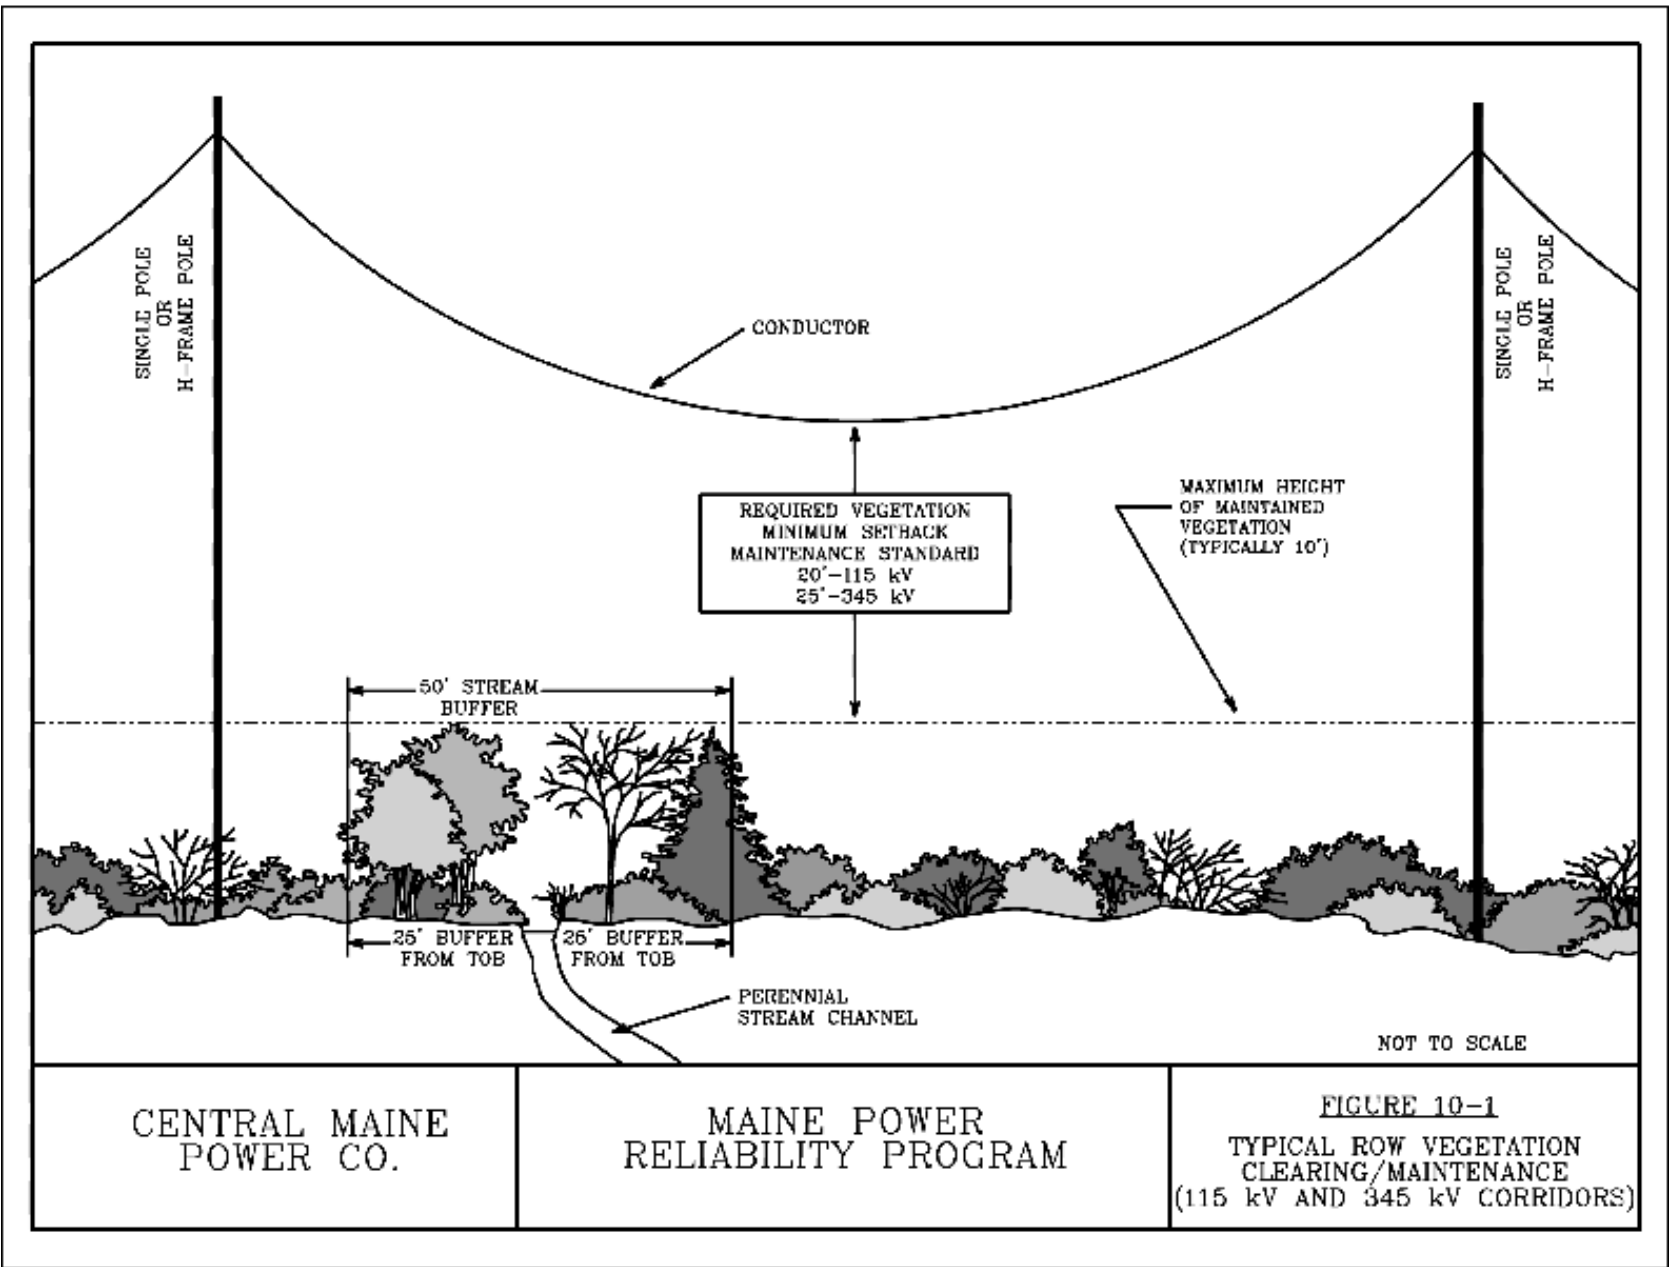 SINGLE POLE
OR
H-FRAME POLE
SINGLE POLE
OR
H-FRAME POLE
CONDUCTOR
REQUIRED VEGETATION
MINIMUM SETBACK
MAINTENANCE STANDARD
20'-115 kV
25'-345 kV
MAXIMUM HEIGHT
OF MAINTAINED
VEGETATION
(TYPICALLY 10')
50' STREAM
BUFFER
25' BUFFER
FROM TOB
25' BUFFER
FROM TOB
PERENNIAL
STREAM CHANNEL
NOT TO SCALE
CENTRAL MAINE
POWER CO.
MAINE POWER
RELIABILITY PROGRAM
FIGURE 10-1
TYPICAL ROW VEGETATION
CLEARING/MAINTENANCE
(115 kV AND 345 kV CORRIDORS)